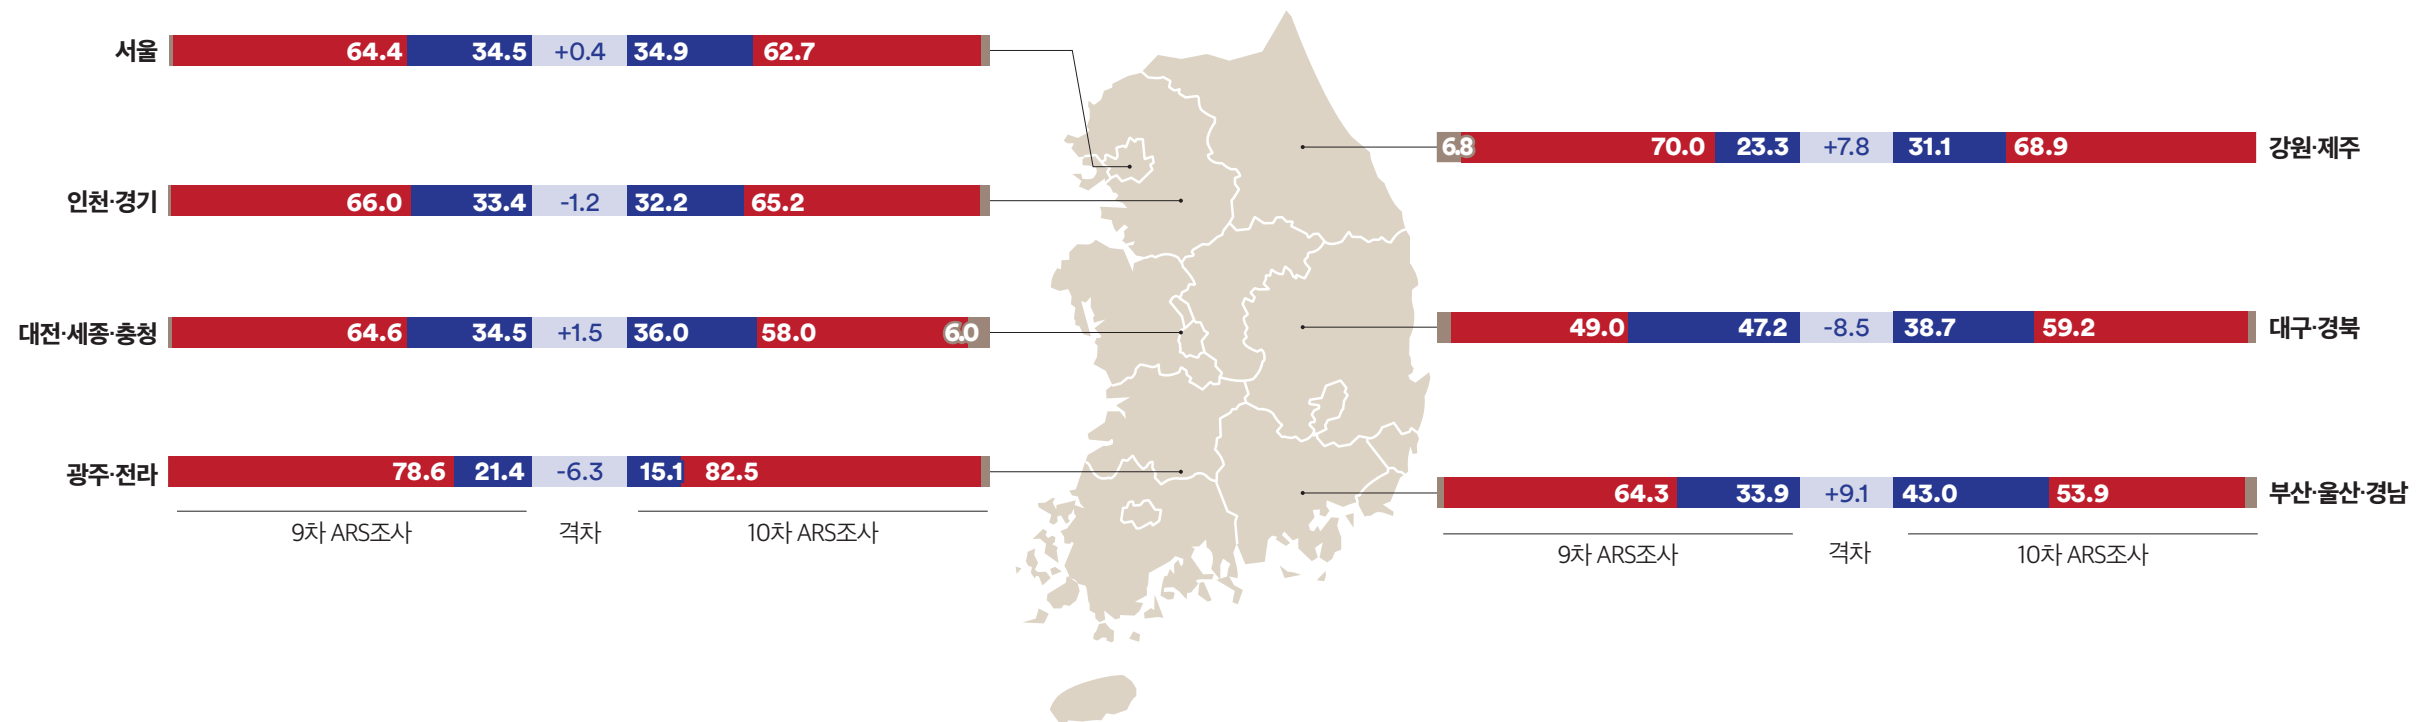 서울 64.4 34.5 +0.4 34.9 62.7
인천·경기 66.0 33.4 -1.2 32.2 65.2
대전·세종·충청 64.6 34.5 +1.5 36.0 58.0 6.0
광주·전라 78.6 21.4 -6.3 15.1 82.5
9차 ARS조사 격차 10차 ARS조사
6.8 70.0 23.3 +7.8 31.1 68.9 강원·제주
49.0 47.2 -8.5 38.7 59.2 대구·경북
64.3 33.9 +9.1 43.0 53.9 부산·울산·경남
9차 ARS조사 격차 10차 ARS조사